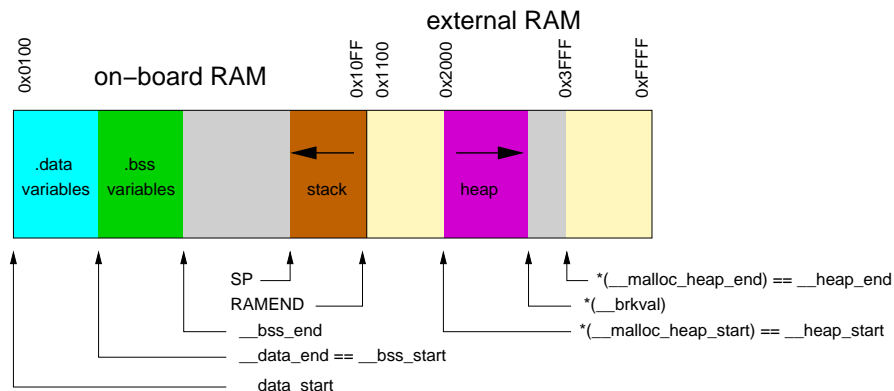 external RAM
on−board RAM
0x0100
0x10FF
0x1100
0x2000
0x3FFF
0xFFFF
.data
variables
.bss
variables
stack
heap
SP
RAMEND
__bss_end
__data_end == __bss_start
__data_start
*(__malloc_heap_end) == __heap_end
*(__brkval)
*(__malloc_heap_start) == __heap_start